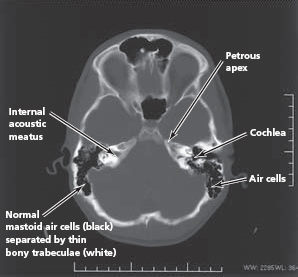 Petrous
apex
Internal
acoustic
meatus
Cochlea
Air cells
Normal
mastoid air cells (black)
separated by thin
bony trabeculae (white)